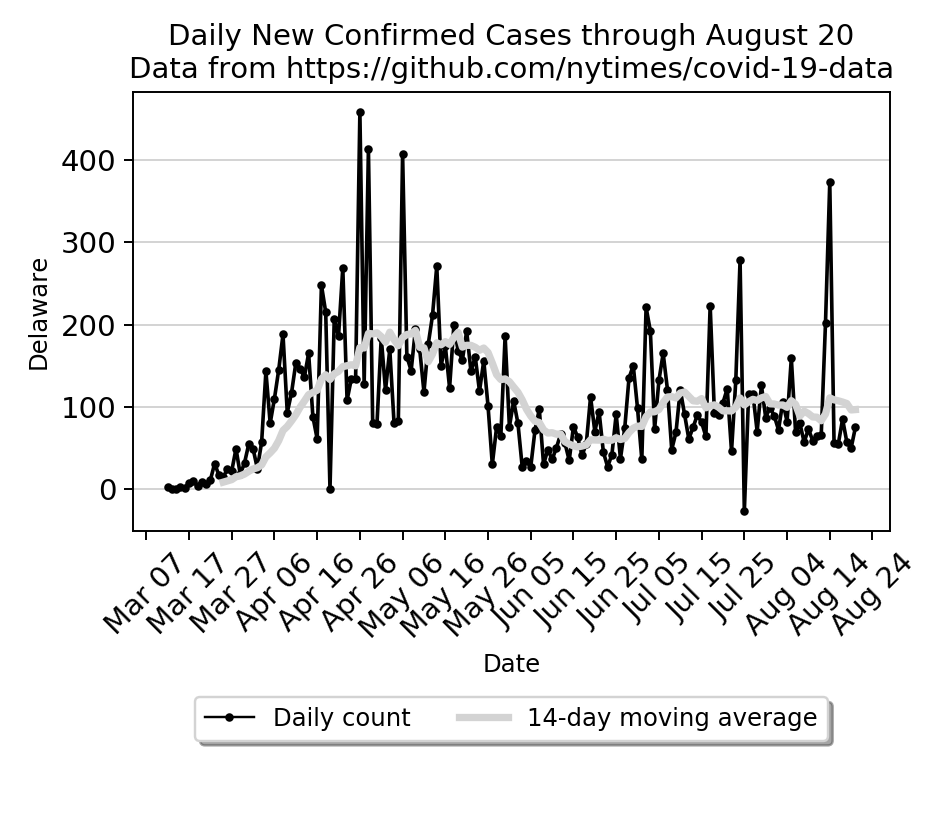 Daily New Confirmed Cases through August 20
Data from https://github.com/nytimes/covid-19-data
Delaware
400
300
200
100
0
Mar 07
Mar 17
Mar 27
Apr 06
Apr 16
Apr 26
May 06
May 16
May 26
Jun 05
Jun 15
Jun 25
Jul 05
Jul 15
Jul 25
Aug 04
Aug 14
Aug 24
Date
Daily count
14-day moving average